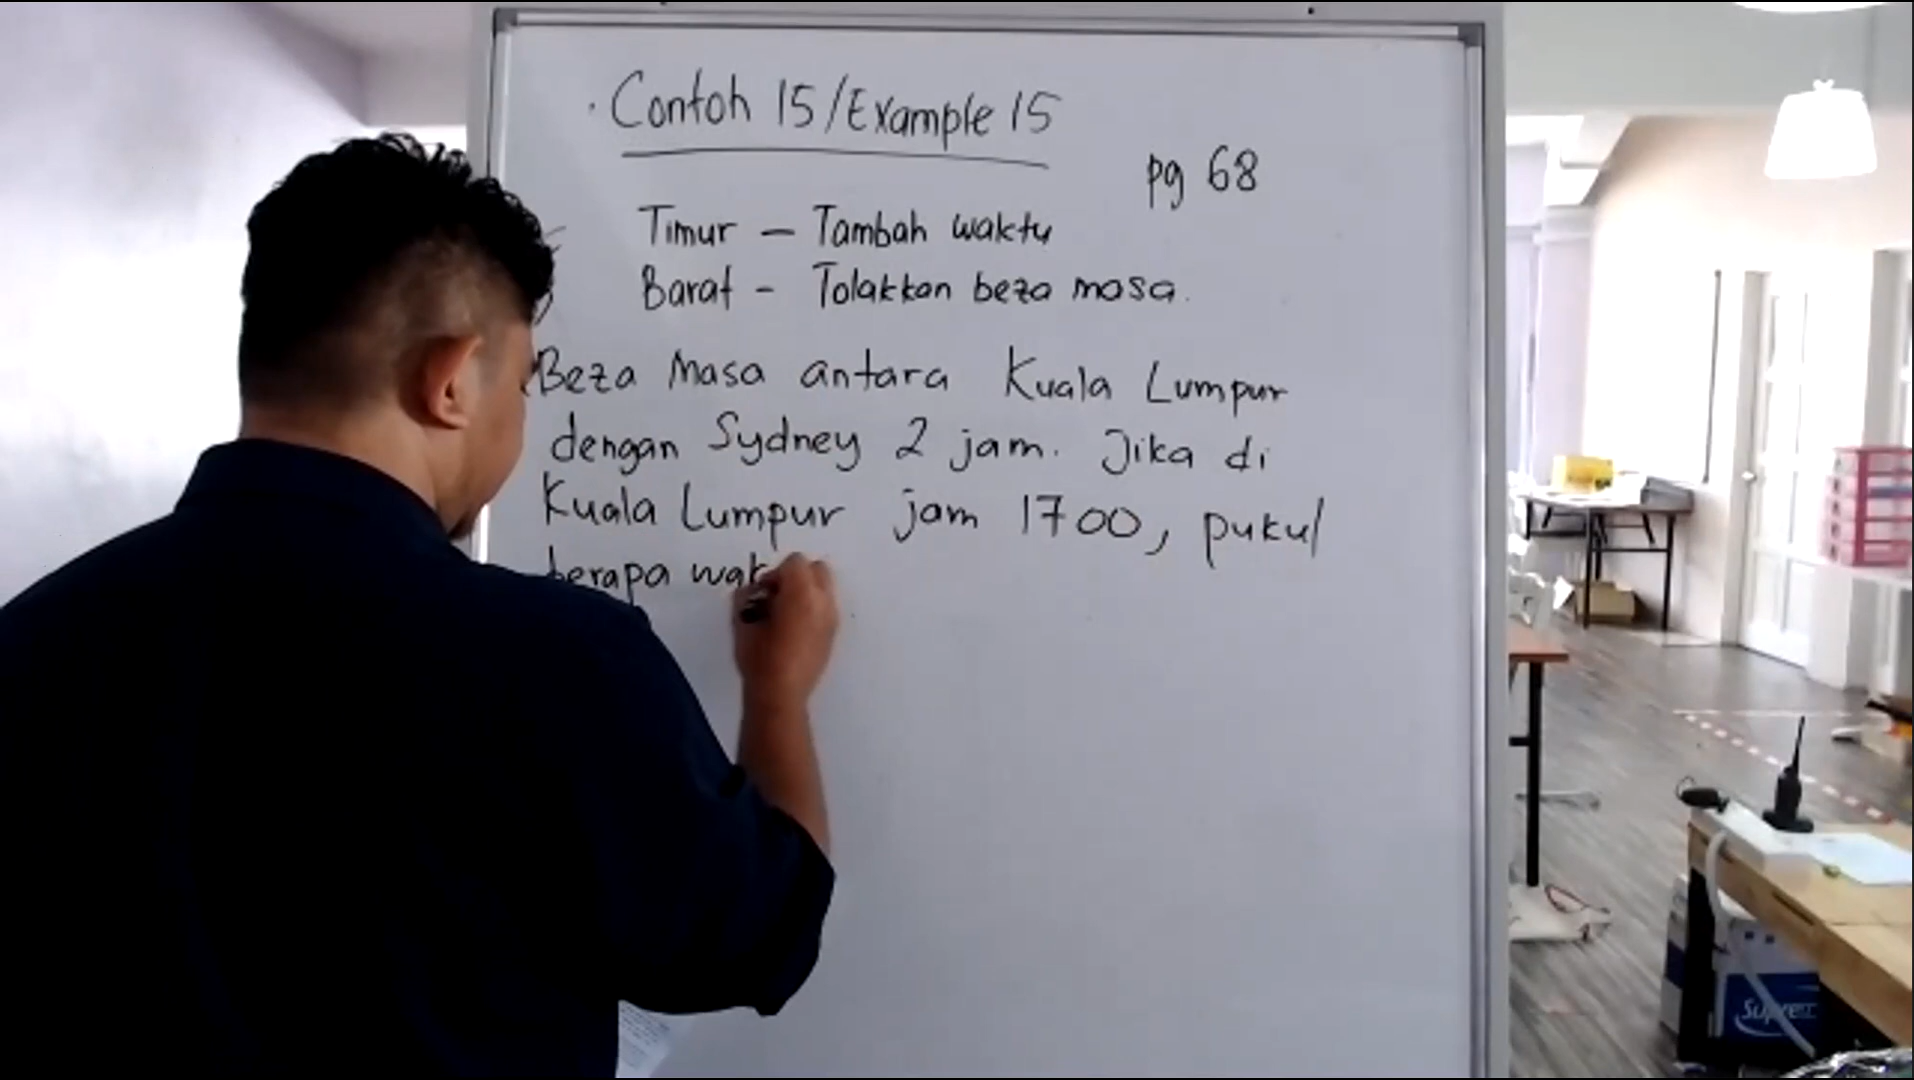 Contoh 15/Example 15
pg 68
Timur – Tambah waktu
Barat - Tolakkan beza masa.
Beza Masa antara Kuala Lumpur
dengan Sydney 2 jam. Jika di
Kuala Lumpur jam 1700, pukul
berapa wak